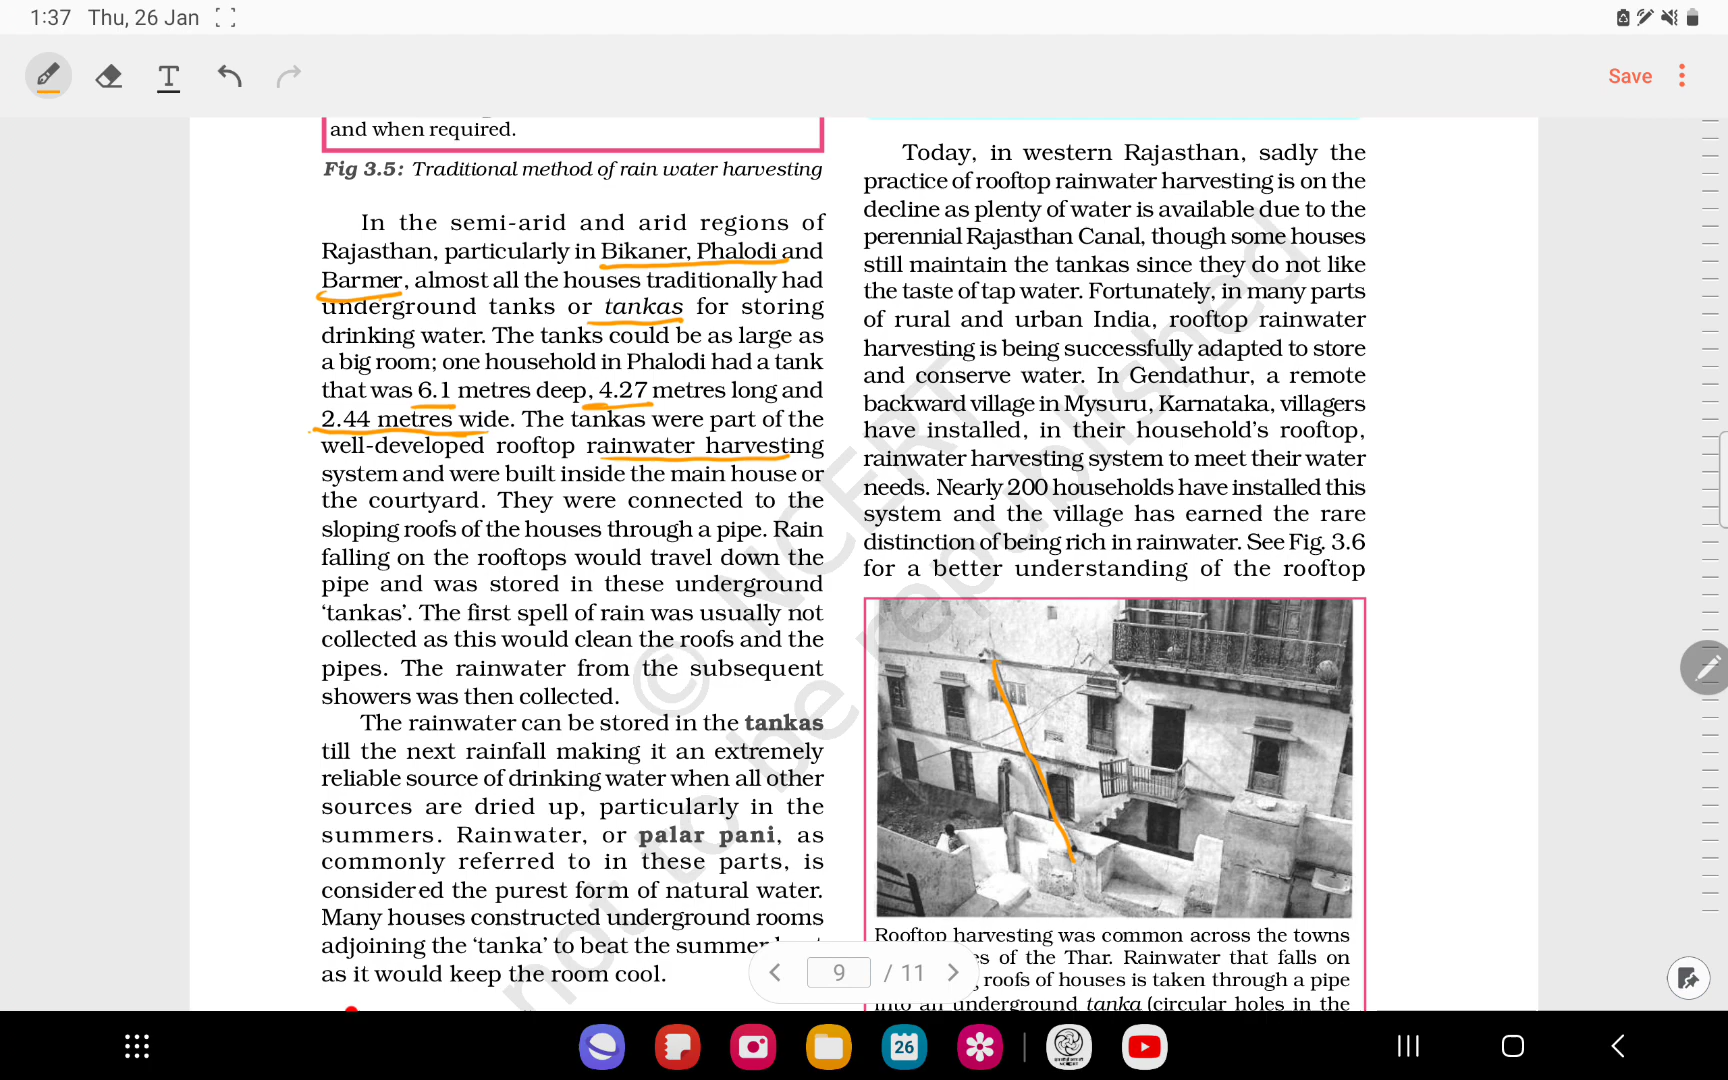 1:37 Thu, 26 Jan
Save
and when required.
Fig 3.5: Traditional method of rain water harvesting
In the semi-arid and arid regions of
Rajasthan, particularly in Bikaner, Phalodi and
Barmer, almost all the houses traditionally had
underground tanks or tankas for storing
drinking water. The tanks could be as large as
a big room; one household in Phalodi had a tank
that was 6.1 metres deep, 4.27 metres long and
2.44 metres wide. The tankas were part of the
well-developed rooftop rainwater harvesting
system and were built inside the main house or
the courtyard. They were connected to the
sloping roofs of the houses through a pipe. Rain
falling on the rooftops would travel down the
pipe and was stored in these underground
‘tankas’. The first spell of rain was usually not
collected as this would clean the roofs and the
pipes. The rainwater from the subsequent
showers was then collected.
The rainwater can be stored in the tankas
till the next rainfall making it an extremely
reliable source of drinking water when all other
sources are dried up, particularly in the
summers. Rainwater, or palar pani, as
commonly referred to in these parts, is
considered the purest form of natural water.
Many houses constructed underground rooms
adjoining the ‘tanka’ to beat the summer
as it would keep the room cool.
Today, in western Rajasthan, sadly the
practice of rooftop rainwater harvesting is on the
decline as plenty of water is available due to the
perennial Rajasthan Canal, though some houses
still maintain the tankas since they do not like
the taste of tap water. Fortunately, in many parts
of rural and urban India, rooftop rainwater
harvesting is being successfully adapted to store
and conserve water. In Gendathur, a remote
backward village in Mysuru, Karnataka, villagers
have installed, in their household’s rooftop,
rainwater harvesting system to meet their water
needs. Nearly 200 households have installed this
system and the village has earned the rare
distinction of being rich in rainwater. See Fig. 3.6
for a better understanding of the rooftop
Rooftop harvesting was common across the towns
of the Thar. Rainwater that falls on
roofs of houses is taken through a pipe
into an underground tanka (circular holes in the
© NCERT
not to be republished
9 / 11
26